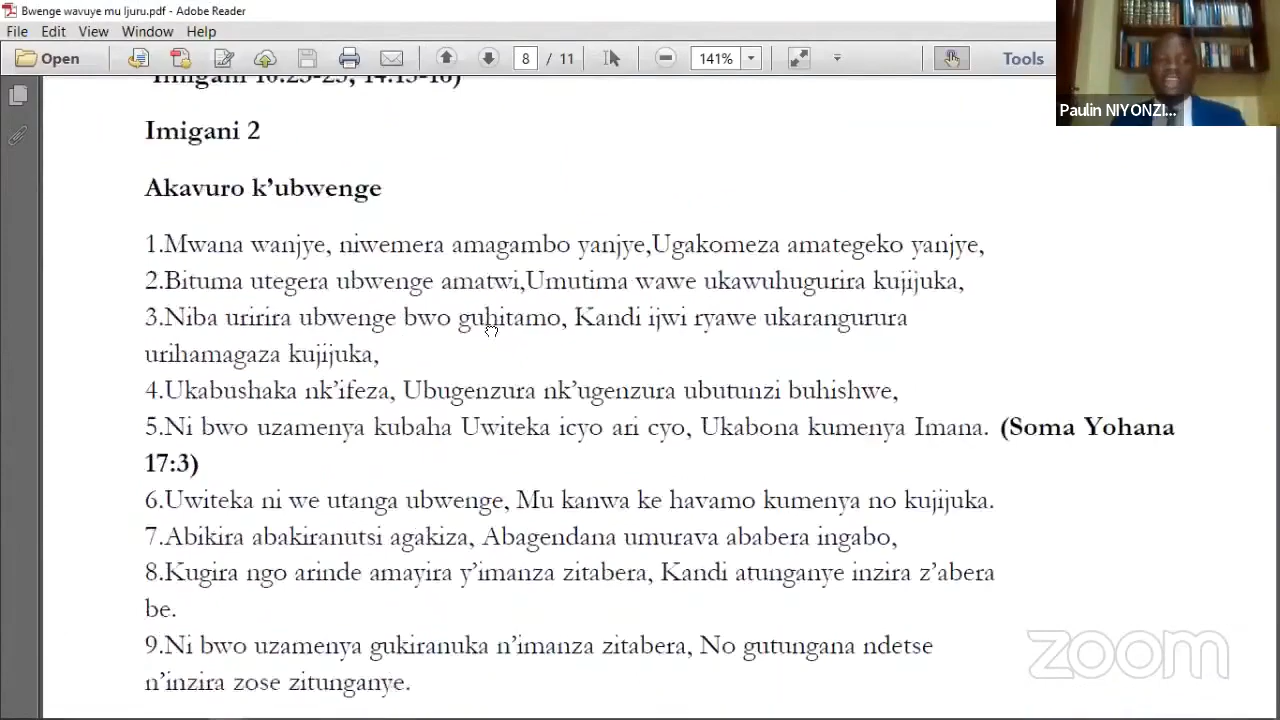 Bwenge wavuye mu Ijuru.pdf - Adobe Reader
File Edit View Window Help
Open 8 / 11 141% Tools
Paulin NIYONZI...
Imigani 2
Akavuro k'ubwenge
1.Mwana wanjye, niwemera amagambo yanjye,Ugakomeza amategeko yanjye,
2.Bituma utegera ubwenge amatwi,Umutima wawe ukawuhugurira kujijuka,
3.Niba uririra ubwenge bwo guhitamo, Kandi ijwi ryawe ukarangurura
urihamagaza kujijuka,
4.Ukabushaka nk'ifeza, Ubugenzura nk'ugenzura ubutunzi buhishwe,
5.Ni bwo uzamenya kubaha Uwiteka icyo ari cyo, Ukabona kumenya Imana. (Soma Yohana
17:3)
6.Uwiteka ni we utanga ubwenge, Mu kanwa ke havamo kumenya no kujijuka.
7.Abikira abakiranutsi agakiza, Abagendana umurava ababera ingabo,
8.Kugira ngo arinde amayira y'imanza zitabera, Kandi atunganye inzira z'abera
be.
9.Ni bwo uzamenya gukiranuka n'imanza zitabera, No gutungana ndetse
n'inzira zose zitunganye.
zoom